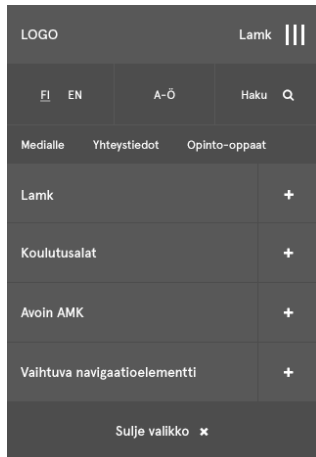 LOGO Lamk
FI EN A-Ö Haku
Medialle Yhteystiedot Opinto-oppaat
Lamk +
Koulutusalat +
Avoin AMK +
Vaihtuva navigaatioelementti +
Sulje valikko ×